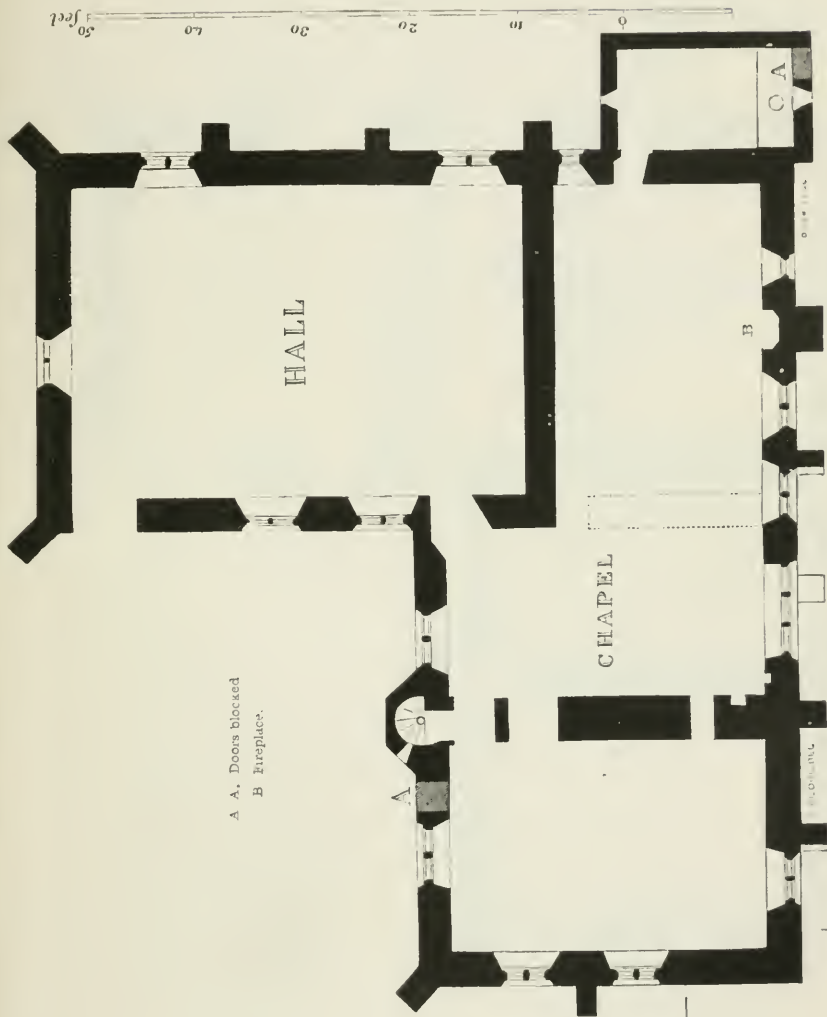 feet 50 40 30 20 10 0
O A
HALL
B
CHAPEL
A A, Doors blocked
B Fireplace.
A